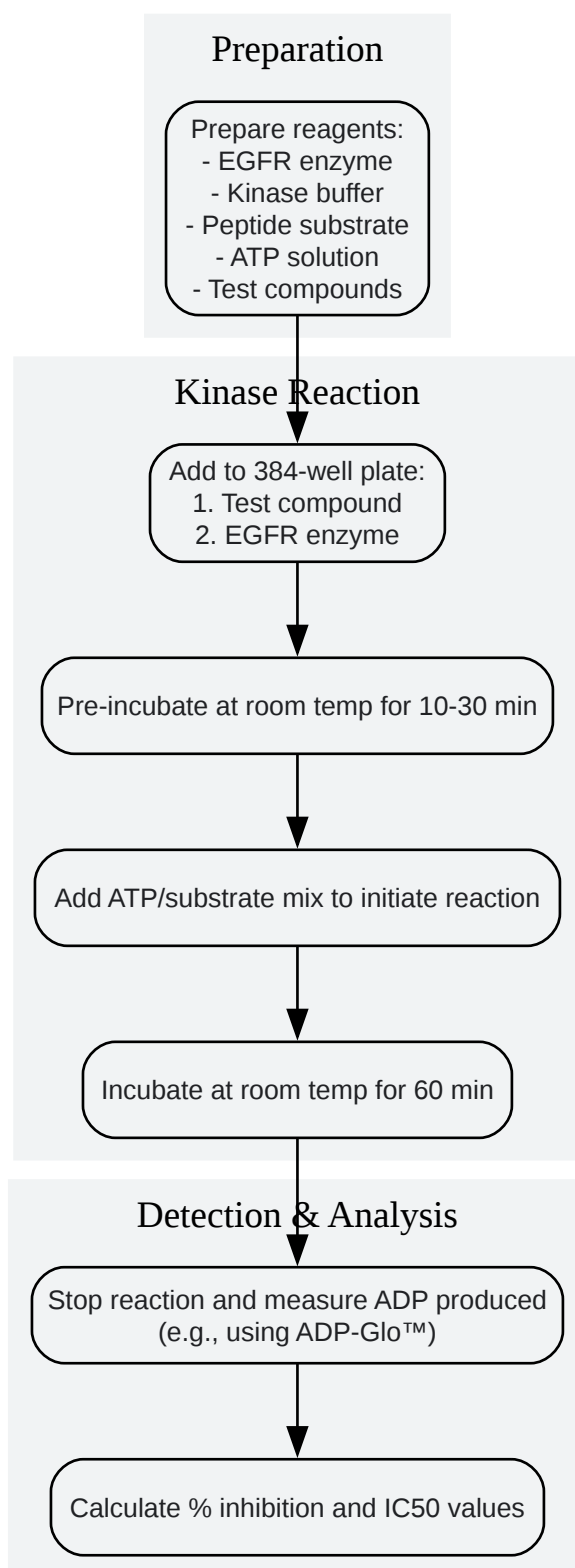 Preparation
Prepare reagents:
- EGFR enzyme
- Kinase buffer
- Peptide substrate
- ATP solution
- Test compounds
Kinase Reaction
Add to 384-well plate:
1. Test compound
2. EGFR enzyme
Pre-incubate at room temp for 10-30 min
Add ATP/substrate mix to initiate reaction
Incubate at room temp for 60 min
Detection & Analysis
Stop reaction and measure ADP produced
(e.g., using ADP-Glo™)
Calculate % inhibition and IC50 values